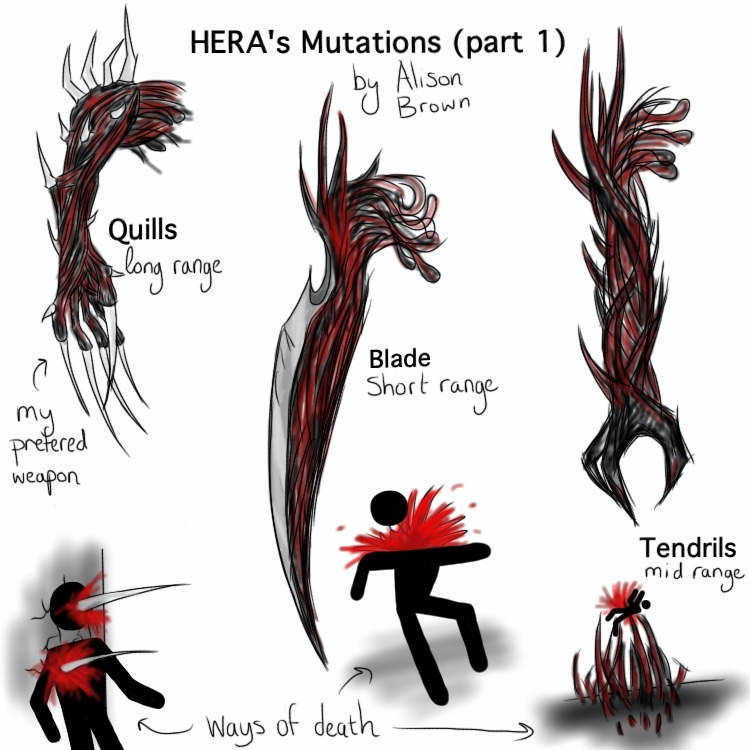 HERA's Mutations (part 1)
by Alison
Brown
Quills
long range
my
prefered
weapon
Blade
Short range
Tendrils
mid range
Ways of death